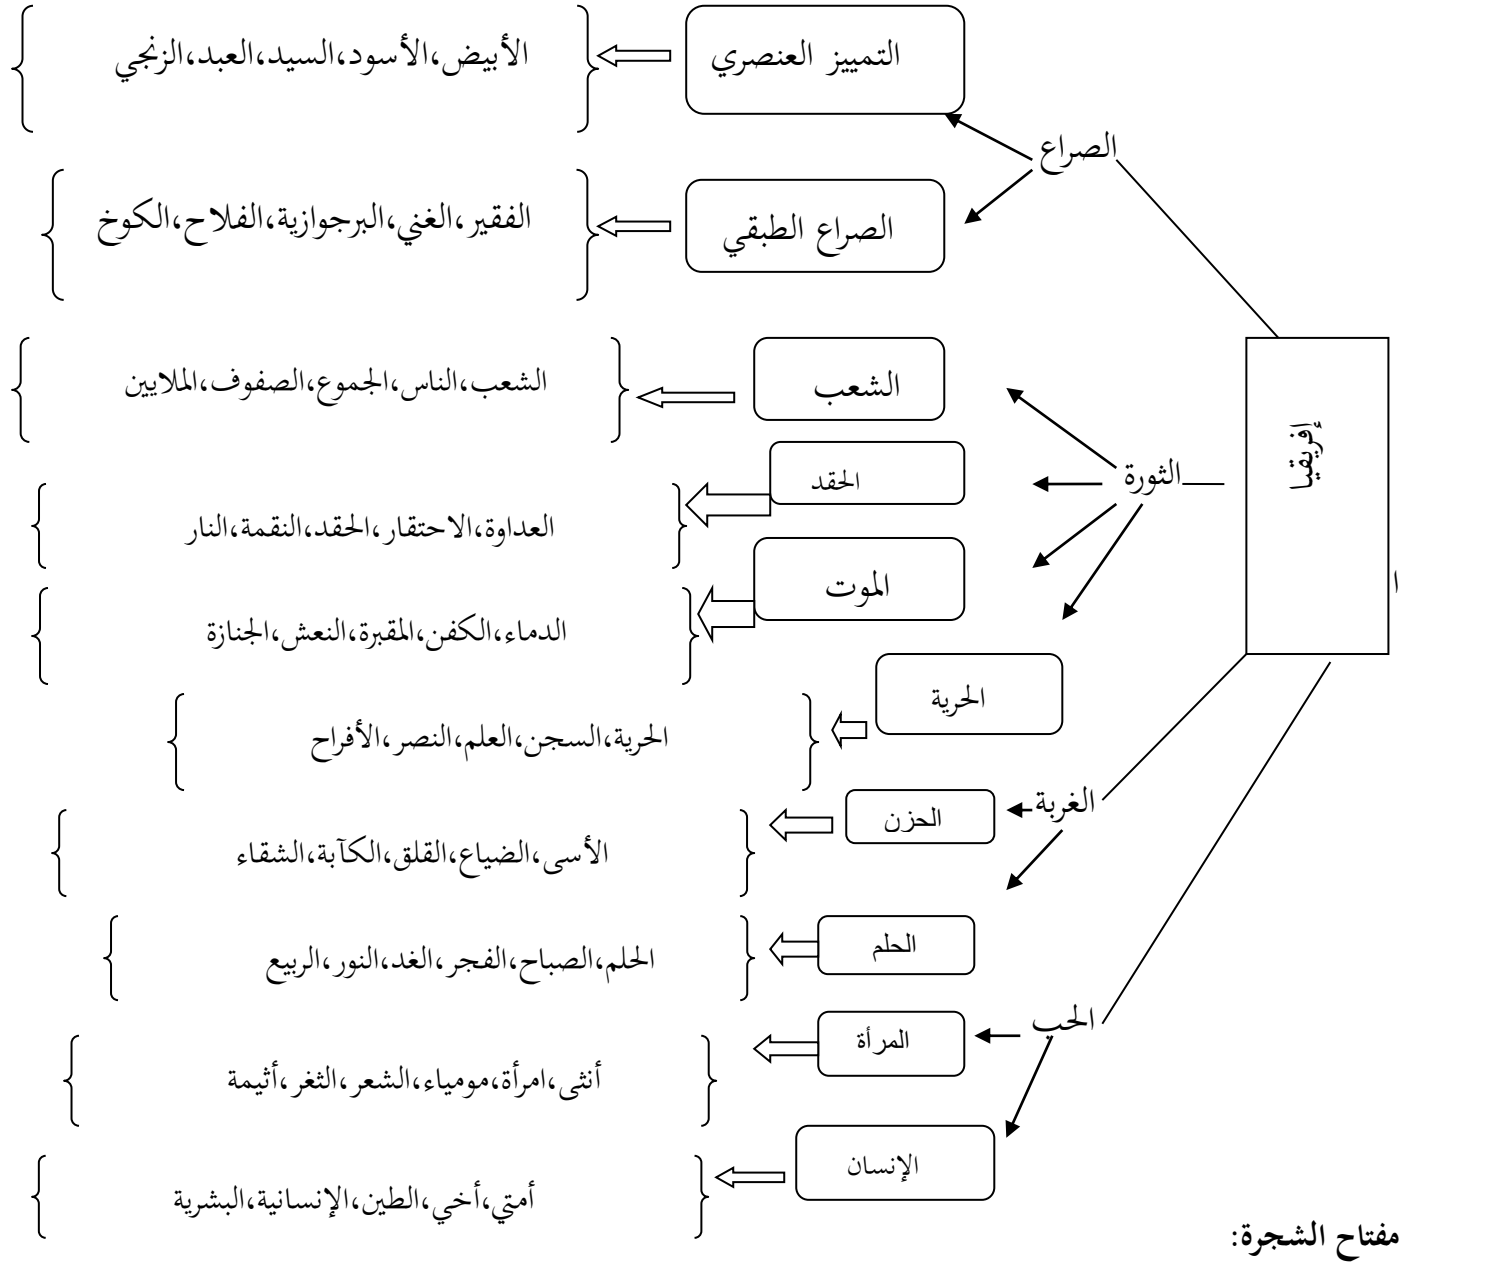 التمييز العنصري
الأبيض،الأسود،السيد،العبد،الزنجي
الصراع
الصراع الطبقي
الفقير،الغني،البرجوازية،الفلاح،الكوخ
إفريقيا
ا
الشعب
الشعب،الناس،الجموع،الصفوف،الملايين
الثورة
الحقد
العداوة،الاحتقار،الحقد،النقمة،النار
الموت
الدماء،الكفن،المقبرة،النعش،الجنازة
الحرية
الحرية،السجن،العلم،النصر،الأفراح
الغربة
الحزن
الأسى،الضياع،القلق،الكآبة،الشقاء
الحلم
الحلم،الصباح،الفجر،الغد،النور،الربيع
الحب
المرأة
أنثى،امرأة،مومياء،الشعر،الثغر،أثيمة
الإنسان
أمتي،أخي،الطين،الإنسانية،البشرية
مفتاح الشجرة: